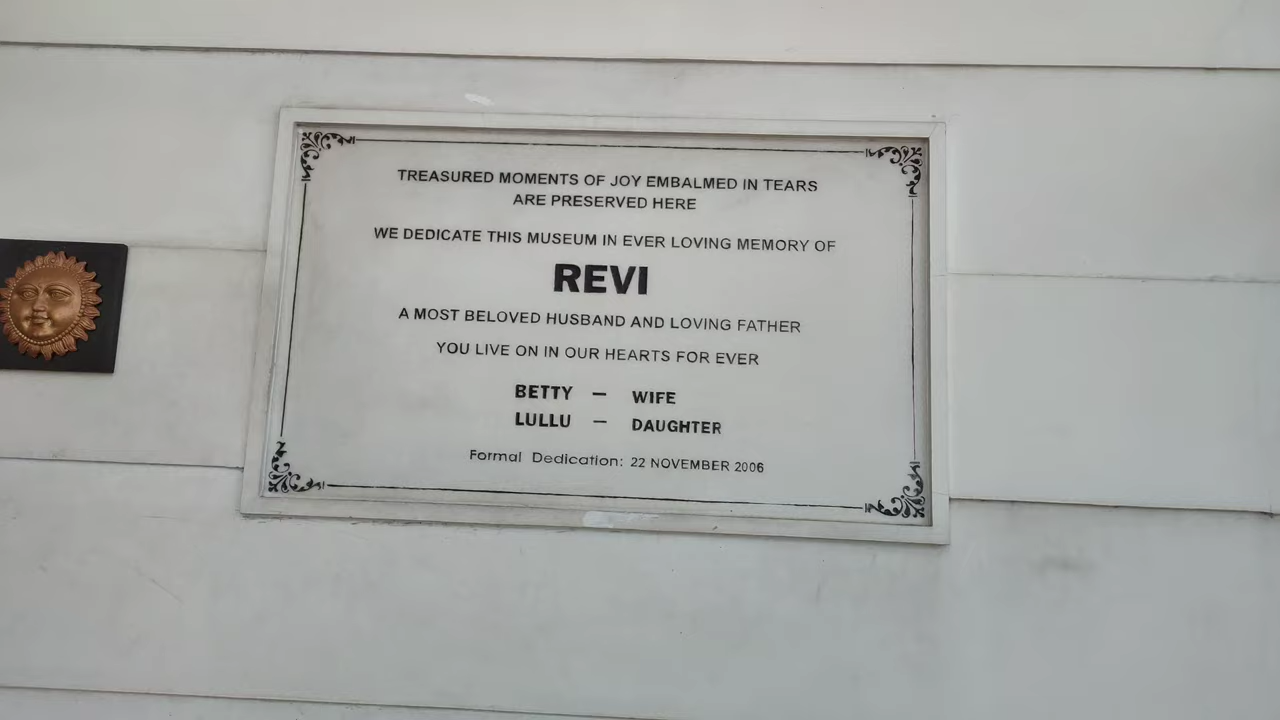 TREASURED MOMENTS OF JOY EMBALMED IN TEARS
ARE PRESERVED HERE
WE DEDICATE THIS MUSEUM IN EVER LOVING MEMORY OF
REVI
A MOST BELOVED HUSBAND AND LOVING FATHER
YOU LIVE ON IN OUR HEARTS FOR EVER
BETTY — WIFE
LULLU — DAUGHTER
Formal Dedication: 22 NOVEMBER 2006